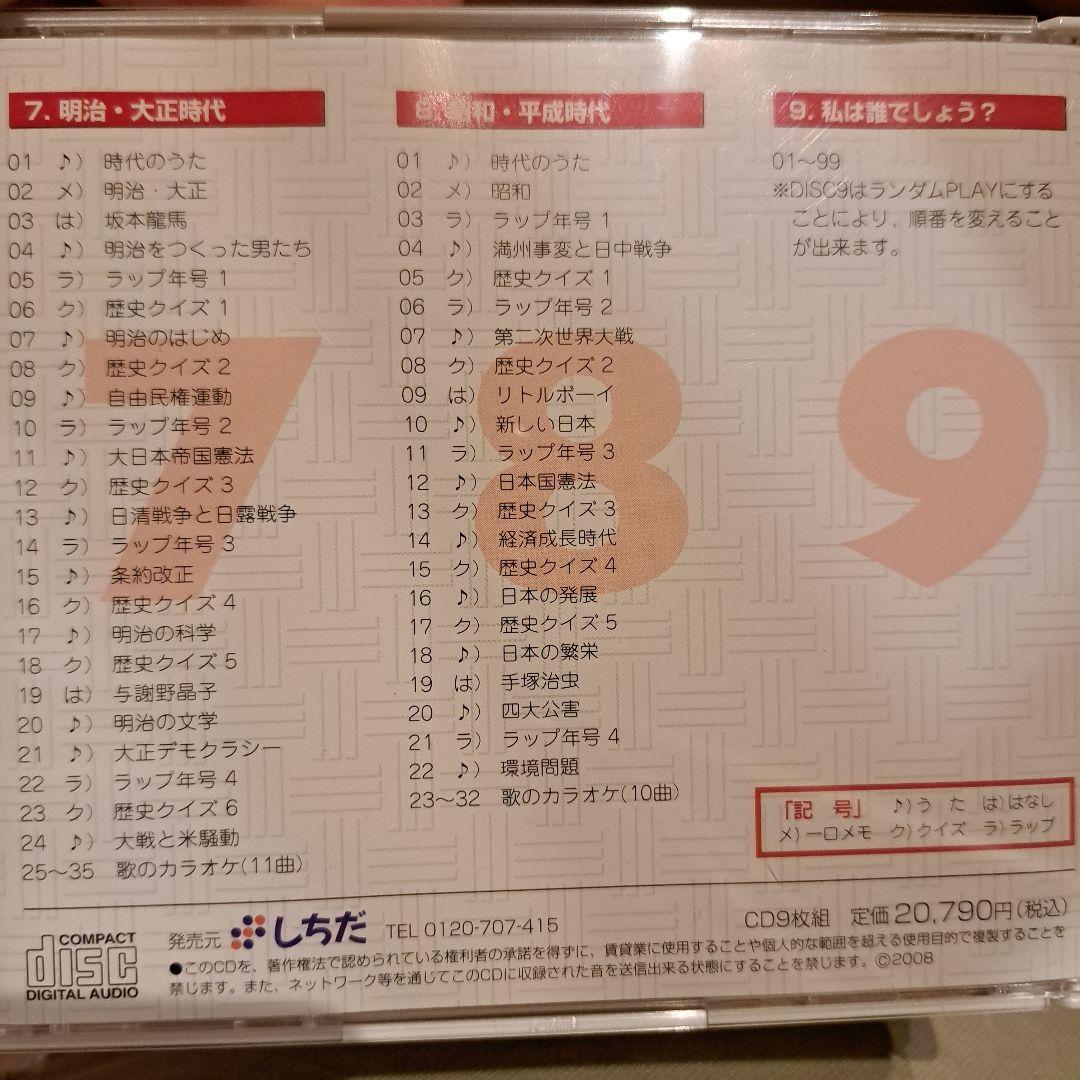 7. 明治・大正時代
01 ♪） 時代のうた
02 メ） 明治・大正
03 は） 坂本龍馬
04 ♪） 明治をつくった男たち
05 ラ） ラップ年号 1
06 ク） 歴史クイズ 1
07 ♪） 明治のはじめ
08 ク） 歴史クイズ 2
09 ♪） 自由民権運動
10 ラ） ラップ年号 2
11 ♪） 大日本帝国憲法
12 ク） 歴史クイズ 3
13 ♪） 日清戦争と日露戦争
14 ラ） ラップ年号 3
15 ♪） 条約改正
16 ク） 歴史クイズ 4
17 ♪） 明治の科学
18 ク） 歴史クイズ 5
19 は） 与謝野晶子
20 ♪） 明治の文学
21 ♪） 大正デモクラシー
22 ラ） ラップ年号 4
23 ク） 歴史クイズ 6
24 ♪） 大戦と米騒動
25〜35 歌のカラオケ（11曲）
7
8. 昭和・平成時代
01 ♪） 時代のうた
02 メ） 昭和
03 ラ） ラップ年号 1
04 ♪） 満州事変と日中戦争
05 ク） 歴史クイズ 1
06 ラ） ラップ年号 2
07 ♪） 第二次世界大戦
08 ク） 歴史クイズ 2
09 は） リトルボーイ
10 ♪） 新しい日本
11 ラ） ラップ年号 3
12 ♪） 日本国憲法
13 ク） 歴史クイズ 3
14 ♪） 経済成長時代
15 ク） 歴史クイズ 4
16 ♪） 日本の発展
17 ク） 歴史クイズ 5
18 ♪） 日本の繁栄
19 は） 手塚治虫
20 ♪） 四大公害
21 ラ） ラップ年号 4
22 ♪） 環境問題
23〜32 歌のカラオケ（10曲）
8
9. 私は誰でしょう？
01〜99
※DISC9はランダムPLAYにする
ことにより、順番を変えること
が出来ます。
9
「記 号」 ♪）う た は）はなし
メ）一口メモ ク）クイズ ラ）ラップ
COMPACT
disc
DIGITAL AUDIO
発売元 しちだ TEL 0120-707-415
CD9枚組 定価 20,790円（税込）
●このCDを、著作権法で認められている権利者の承諾を得ずに、賃貸業に使用することや個人的な範囲を超える使用目的で複製することを
禁じます。また、ネットワーク等を通じてこのCDに収録された音を送信出来る状態にすることを禁じます。©2008